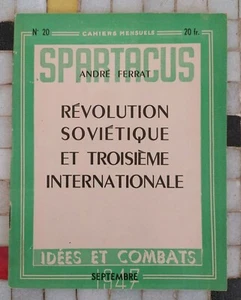 N° 20 CAHIERS MENSUELS 20 fr.
SPARTACUS
ANDRÉ FERRAT
RÉVOLUTION
SOVIÉTIQUE
ET TROISIÈME
INTERNATIONALE
IDÉES ET COMBATS
SEPTEMBRE
1947